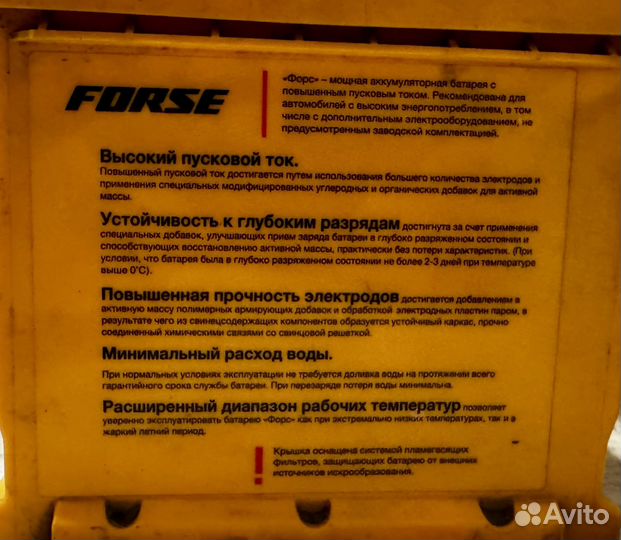 FORSE
«Форс» – мощная аккумуляторная батарея с
повышенным пусковым током. Рекомендована для
автомобилей с высоким энергопотреблением, в том
числе с дополнительным электрооборудованием, не
предусмотренным заводской комплектацией.
Высокий пусковой ток.
Повышенный пусковой ток достигается путем использования большего количества электродов и
применения специальных модифицированных углеродных и органических добавок для активной
массы.
Устойчивость к глубоким разрядам достигнута за счет применения
специальных добавок, улучшающих прием заряда батареи в глубоко разряженном состоянии и
способствующих восстановлению активной массы, практически без потери характеристик. (При
условии, что батарея была в глубоко разряженном состоянии не более 2-3 дней при температуре
выше 0°C).
Повышенная прочность электродов достигается добавлением в
активную массу полимерных армирующих добавок и обработкой электродных пластин паром, в
результате чего из свинецсодержащих компонентов образуется устойчивый каркас, прочно
соединенный химическими связями со свинцовой решеткой.
Минимальный расход воды.
При нормальных условиях эксплуатации не требуется доливка воды на протяжении всего
гарантийного срока службы батареи. При перезаряде потеря воды минимальна.
Расширенный диапазон рабочих температур позволяет
уверенно эксплуатировать батарею «Форс» как при экстремально низких температурах, так и в
жаркий летний период.
! Крышка оснащена системой пламегасящих
фильтров, защищающих батарею от внешних
источников искрообразования.
Avito